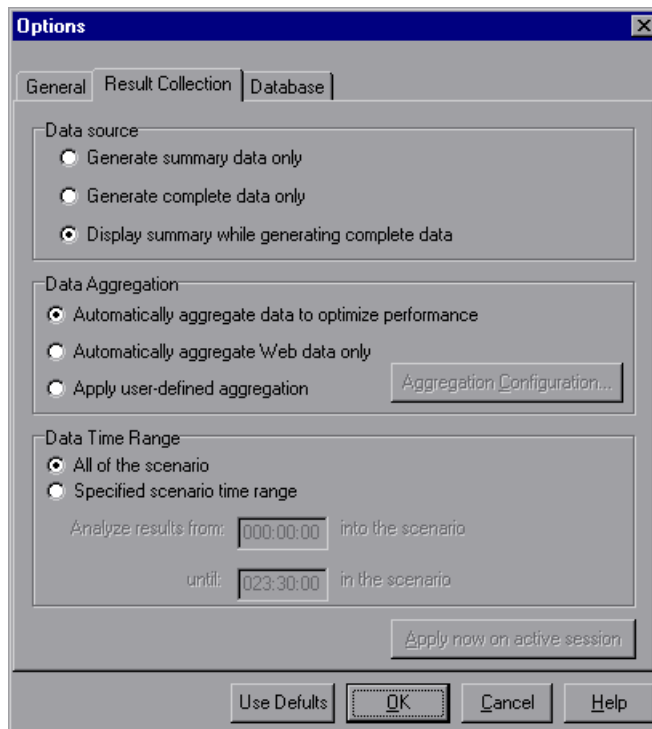 Options
General Result Collection Database
Data source
Generate summary data only
Generate complete data only
Display summary while generating complete data
Data Aggregation
Automatically aggregate data to optimize performance
Automatically aggregate Web data only
Apply user-defined aggregation
Aggregation Configuration...
Data Time Range
All of the scenario
Specified scenario time range
Analyze results from: 000:00:00 into the scenario
until: 023:30:00 in the scenario
Apply now on active session
Use Defults OK Cancel Help